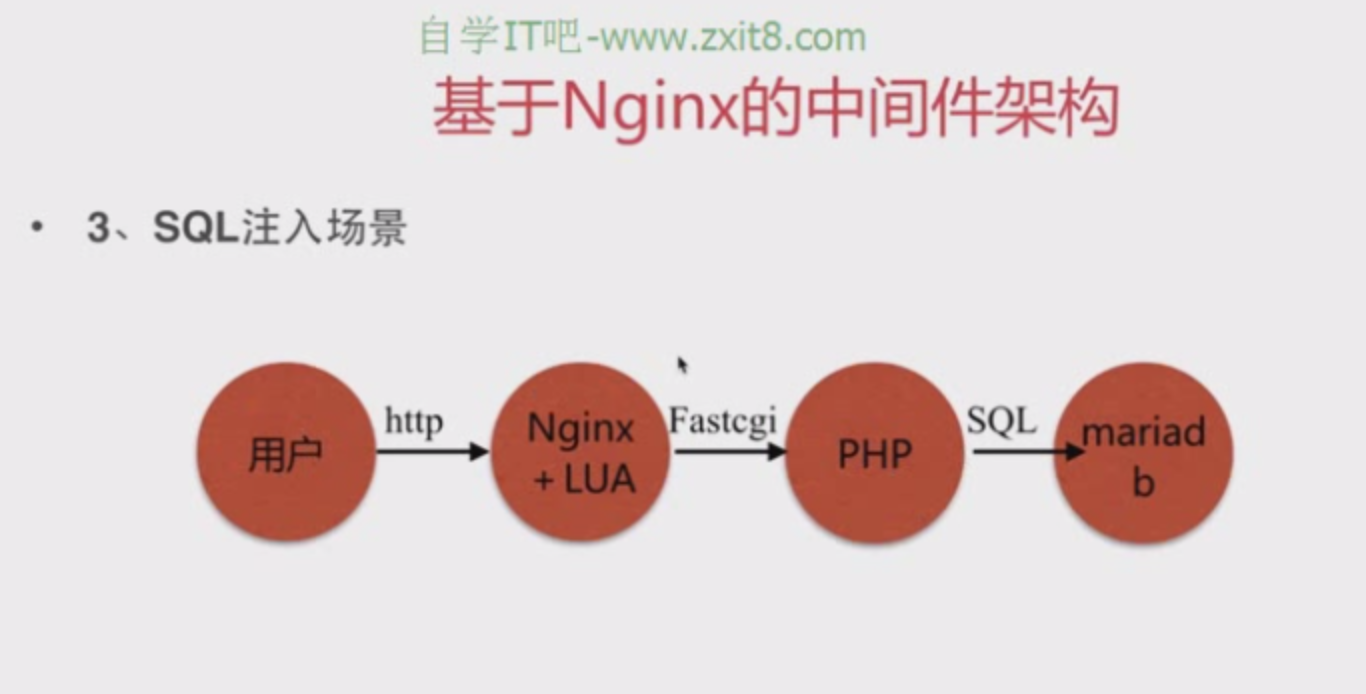 自学IT吧-www.zxit8.com
基于Nginx的中间件架构
• 3、SQL注入场景
用户
http
Nginx
+ LUA
Fastcgi
PHP
SQL
mariad
b